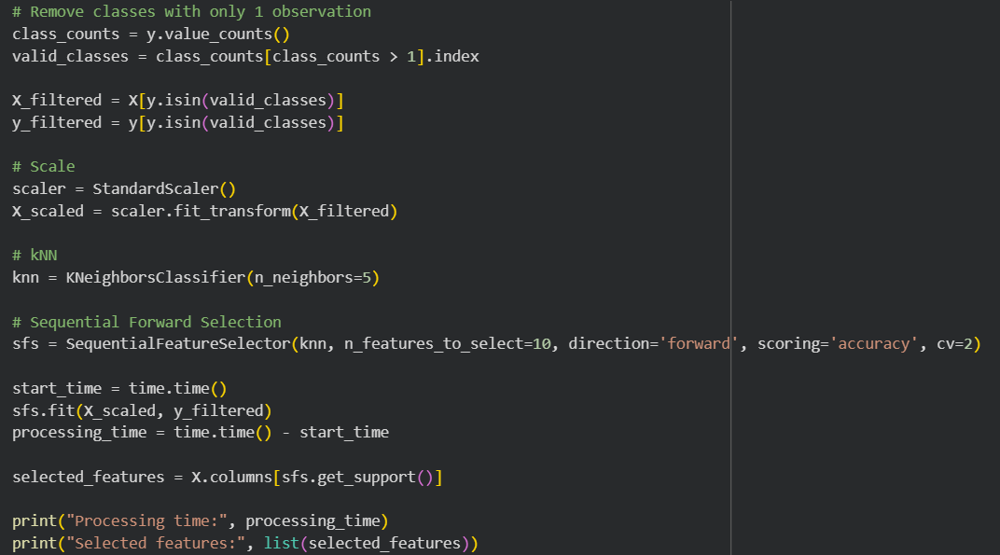 # Remove classes with only 1 observation
class_counts = y.value_counts()
valid_classes = class_counts[class_counts > 1].index
X_filtered = X[y.isin(valid_classes)]
y_filtered = y[y.isin(valid_classes)]
# Scale
scaler = StandardScaler()
X_scaled = scaler.fit_transform(X_filtered)
# kNN
knn = KNeighborsClassifier(n_neighbors=5)
# Sequential Forward Selection
sfs = SequentialFeatureSelector(knn, n_features_to_select=10, direction='forward', scoring='accuracy', cv=2)
start_time = time.time()
sfs.fit(X_scaled, y_filtered)
processing_time = time.time() - start_time
selected_features = X.columns[sfs.get_support()]
print("Processing time:", processing_time)
print("Selected features:", list(selected_features))